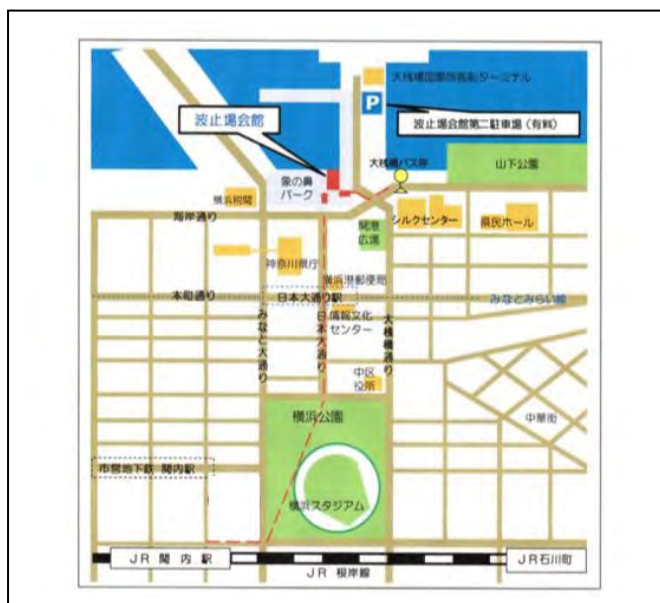 大桟橋国際旅客船ターミナル
P
波止場会館
波止場会館第二駐車場（有料）
大桟橋バス停
山下公園
象の鼻
パーク
横浜税関
海岸通り
開港
広場
シルクセンター
県民ホール
神奈川県庁
横浜港郵便局
本町通り
日本大通り駅
みなとみらい線
情報文化
センター
みなと大通り
日本大通り
大桟橋通り
中区
役所
横浜公園
中華街
市営地下鉄 関内駅
横浜スタジアム
JR 関内駅
JR石川町
JR 根岸線